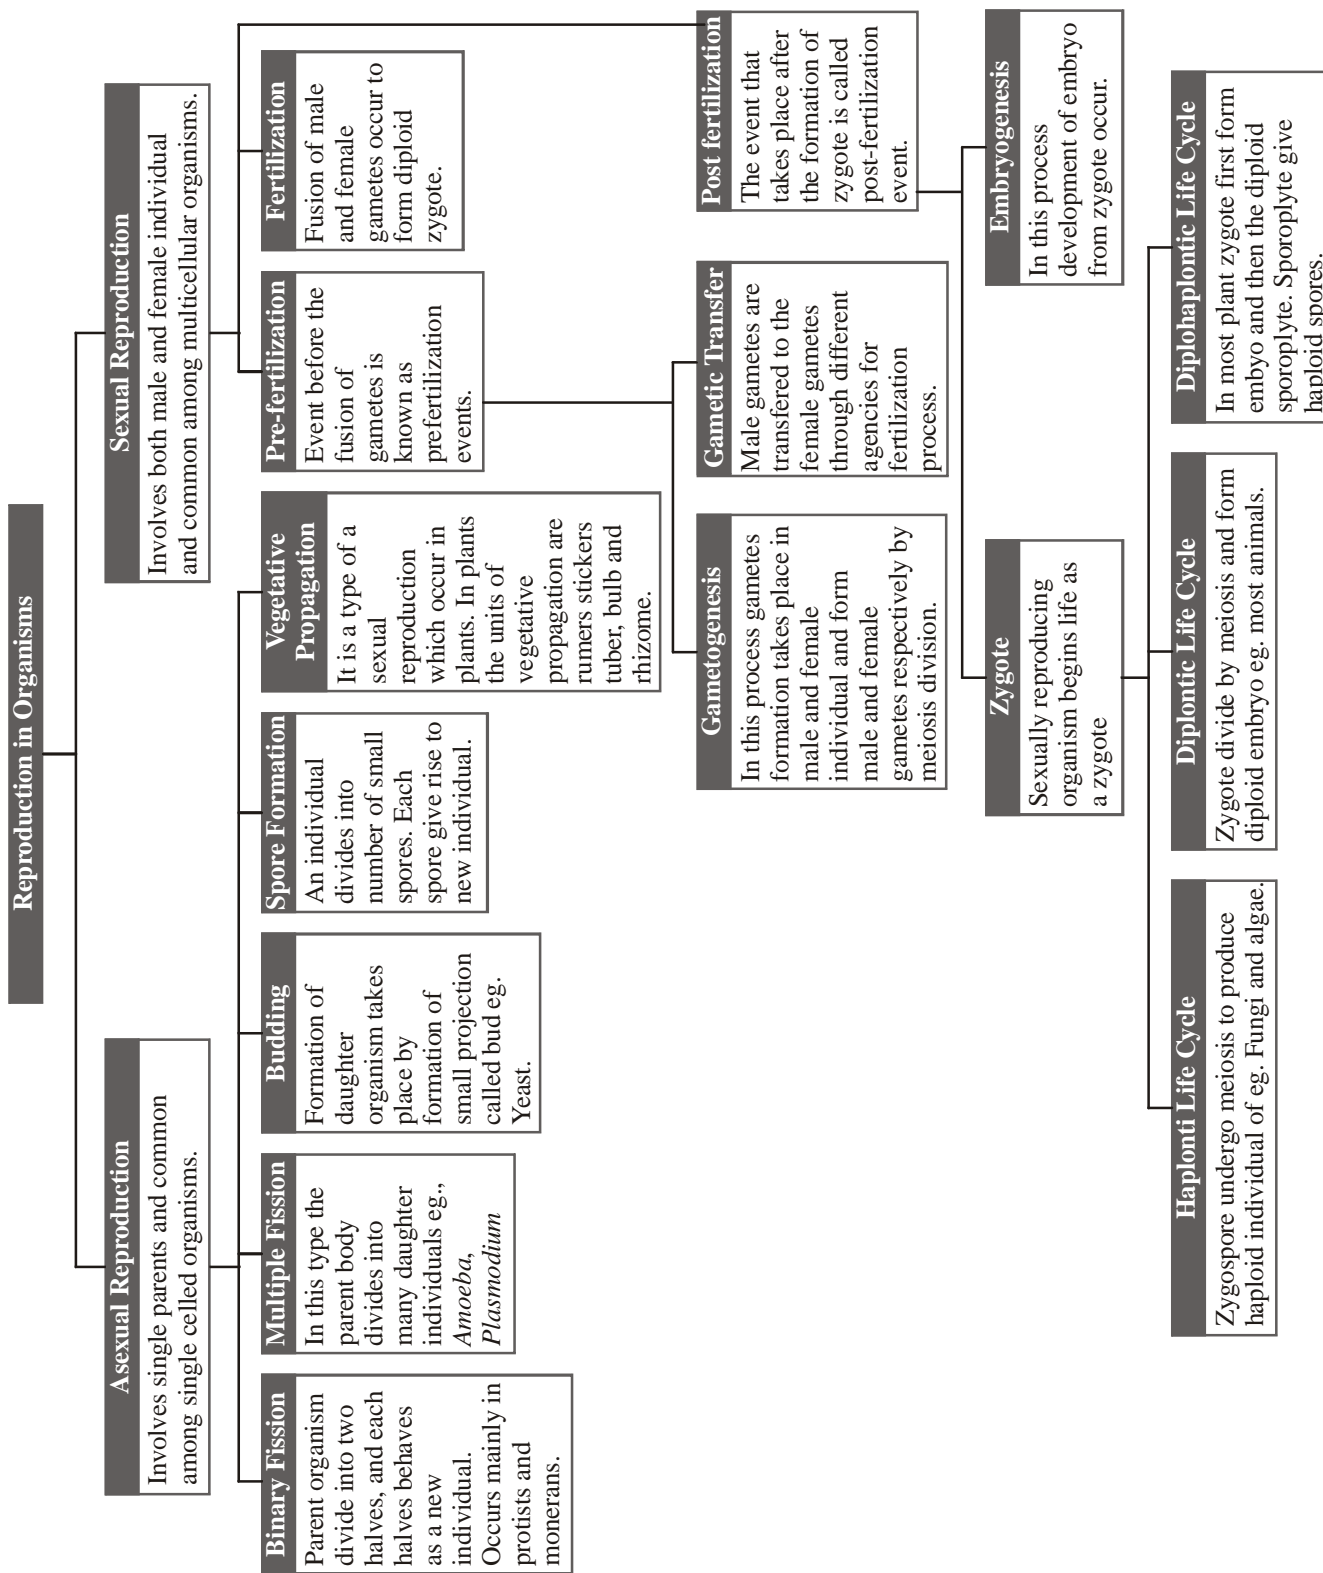 Reproduction in Organisms
Asexual Reproduction
Involves single parents and common
among single celled organisms.
Sexual Reproduction
Involves both male and female individual
and common among multicellular organisms.
Binary Fission
Parent organism
divide into two
halves, and each
halves behaves
as a new
individual.
Occurs mainly in
protists and
monerans.
Multiple Fission
In this type the
parent body
divides into
many daughter
individuals eg.,
Amoeba,
Plasmodium
Budding
Formation of
daughter
organism takes
place by
formation of
small projection
called bud eg.
Yeast.
Spore Formation
An individual
divides into
number of small
spores. Each
spore give rise to
new individual.
Vegetative
Propagation
It is a type of a
sexual
reproduction
which occur in
plants. In plants
the units of
vegetative
propagation are
rumers stickers
tuber, bulb and
rhizome.
Pre-fertilization
Event before the
fusion of
gametes is
known as
prefertilization
events.
Fertilization
Fusion of male
and female
gametes occur to
form diploid
zygote.
Gametogenesis
In this process gametes
formation takes place in
male and female
individual and form
male and female
gametes respectively by
meiosis division.
Gametic Transfer
Male gametes are
transferred to the
female gametes
through different
agencies for
fertilization
process.
Post fertilization
The event that
takes place after
the formation of
zygote is called
post-fertilization
event.
Zygote
Sexually reproducing
organism begins life as
a zygote
Embryogenesis
In this process
development of embryo
from zygote occur.
Haplonti Life Cycle
Zygospore undergo meiosis to produce
haploid individual of eg. Fungi and algae.
Diplontic Life Cycle
Zygote divide by meiosis and form
diploid embryo eg. most animals.
Diplohaplontic Life Cycle
In most plant zygote first form
embyo and then the diploid
sporoplyte. Sporoplyte give
haploid spores.